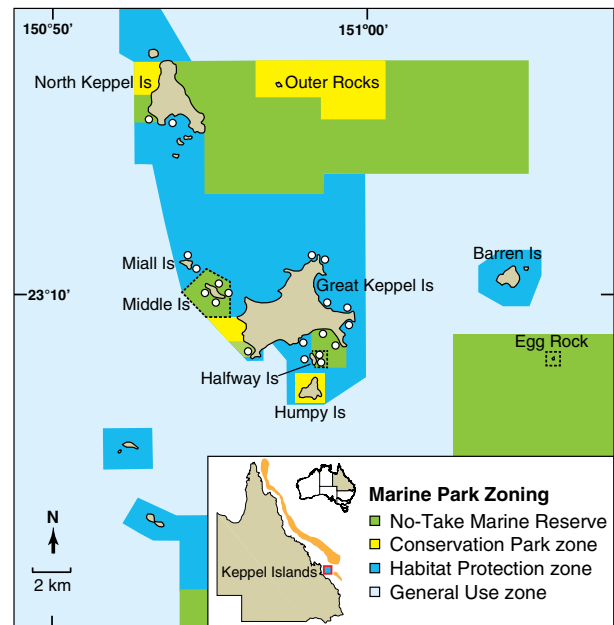 150°50' 151°00'
North Keppel Is
Outer Rocks
Barren Is
Miall Is
Great Keppel Is
23°10'
Middle Is
Egg Rock
Halfway Is
Humpy Is
N
2 km
Marine Park Zoning
No-Take Marine Reserve
Conservation Park zone
Habitat Protection zone
General Use zone
Keppel Islands